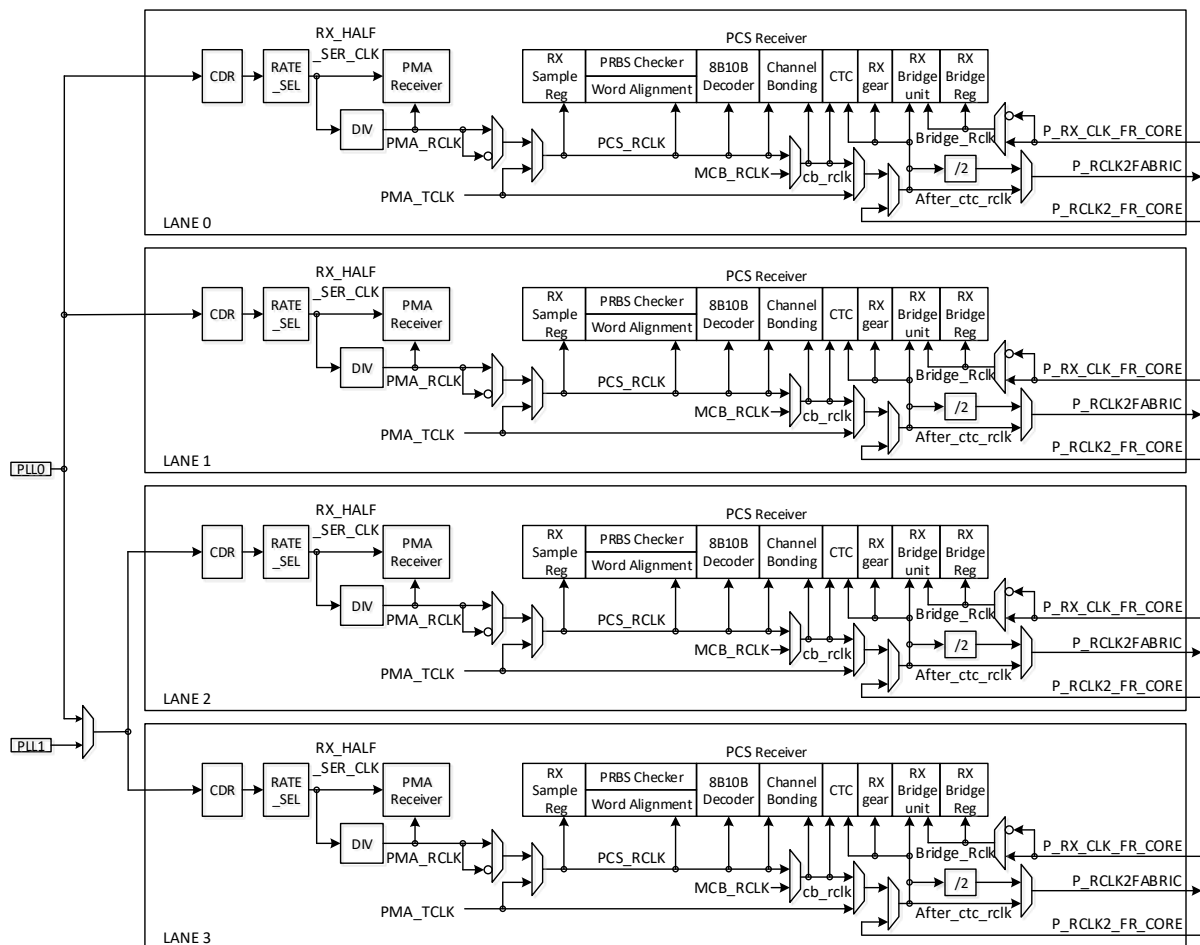 RX_HALF
_SER_CLK
PCS Receiver
CDR
RATE
_SEL
PMA
Receiver
RX
Sample
Reg
PRBS Checker
Word Alignment
8B10B
Decoder
Channel
Bonding
CTC
RX
gear
RX
Bridge
unit
RX
Bridge
Reg
DIV
PMA_RCLK
PCS_RCLK
MCB_RCLK
cb_rclk
Bridge_Rclk
P_RX_CLK_FR_CORE
/2
P_RCLK2FABRIC
PMA_TCLK
After_ctc_rclk
P_RCLK2_FR_CORE
LANE 0
RX_HALF
_SER_CLK
PCS Receiver
CDR
RATE
_SEL
PMA
Receiver
RX
Sample
Reg
PRBS Checker
Word Alignment
8B10B
Decoder
Channel
Bonding
CTC
RX
gear
RX
Bridge
unit
RX
Bridge
Reg
DIV
PMA_RCLK
PCS_RCLK
MCB_RCLK
cb_rclk
Bridge_Rclk
P_RX_CLK_FR_CORE
/2
P_RCLK2FABRIC
PMA_TCLK
After_ctc_rclk
P_RCLK2_FR_CORE
LANE 1
PLL0
RX_HALF
_SER_CLK
PCS Receiver
CDR
RATE
_SEL
PMA
Receiver
RX
Sample
Reg
PRBS Checker
Word Alignment
8B10B
Decoder
Channel
Bonding
CTC
RX
gear
RX
Bridge
unit
RX
Bridge
Reg
DIV
PMA_RCLK
PCS_RCLK
MCB_RCLK
cb_rclk
Bridge_Rclk
P_RX_CLK_FR_CORE
/2
P_RCLK2FABRIC
PMA_TCLK
After_ctc_rclk
P_RCLK2_FR_CORE
LANE 2
PLL1
RX_HALF
_SER_CLK
PCS Receiver
CDR
RATE
_SEL
PMA
Receiver
RX
Sample
Reg
PRBS Checker
Word Alignment
8B10B
Decoder
Channel
Bonding
CTC
RX
gear
RX
Bridge
unit
RX
Bridge
Reg
DIV
PMA_RCLK
PCS_RCLK
MCB_RCLK
cb_rclk
Bridge_Rclk
P_RX_CLK_FR_CORE
/2
P_RCLK2FABRIC
PMA_TCLK
After_ctc_rclk
P_RCLK2_FR_CORE
LANE 3